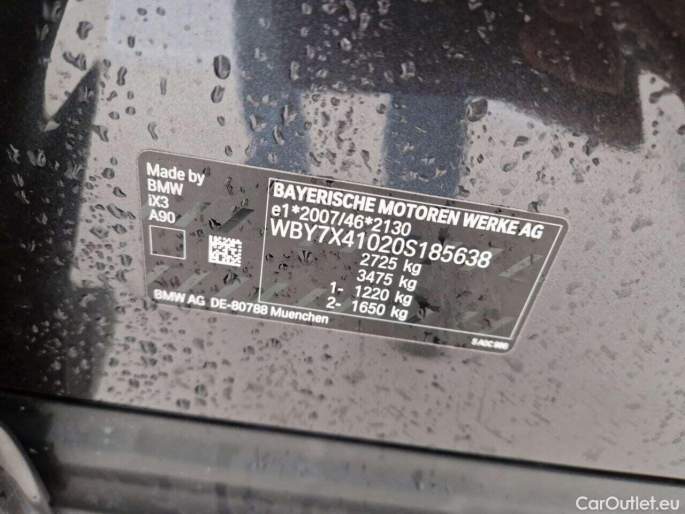 Made by
BMW
iX3
A90
BAYERISCHE MOTOREN WERKE AG
e1*2007/46*2130
WBY7X41020S185638
2725 kg
3475 kg
1- 1220 kg
2- 1650 kg
BMW AG DE-80788 Muenchen
CarOutlet.eu